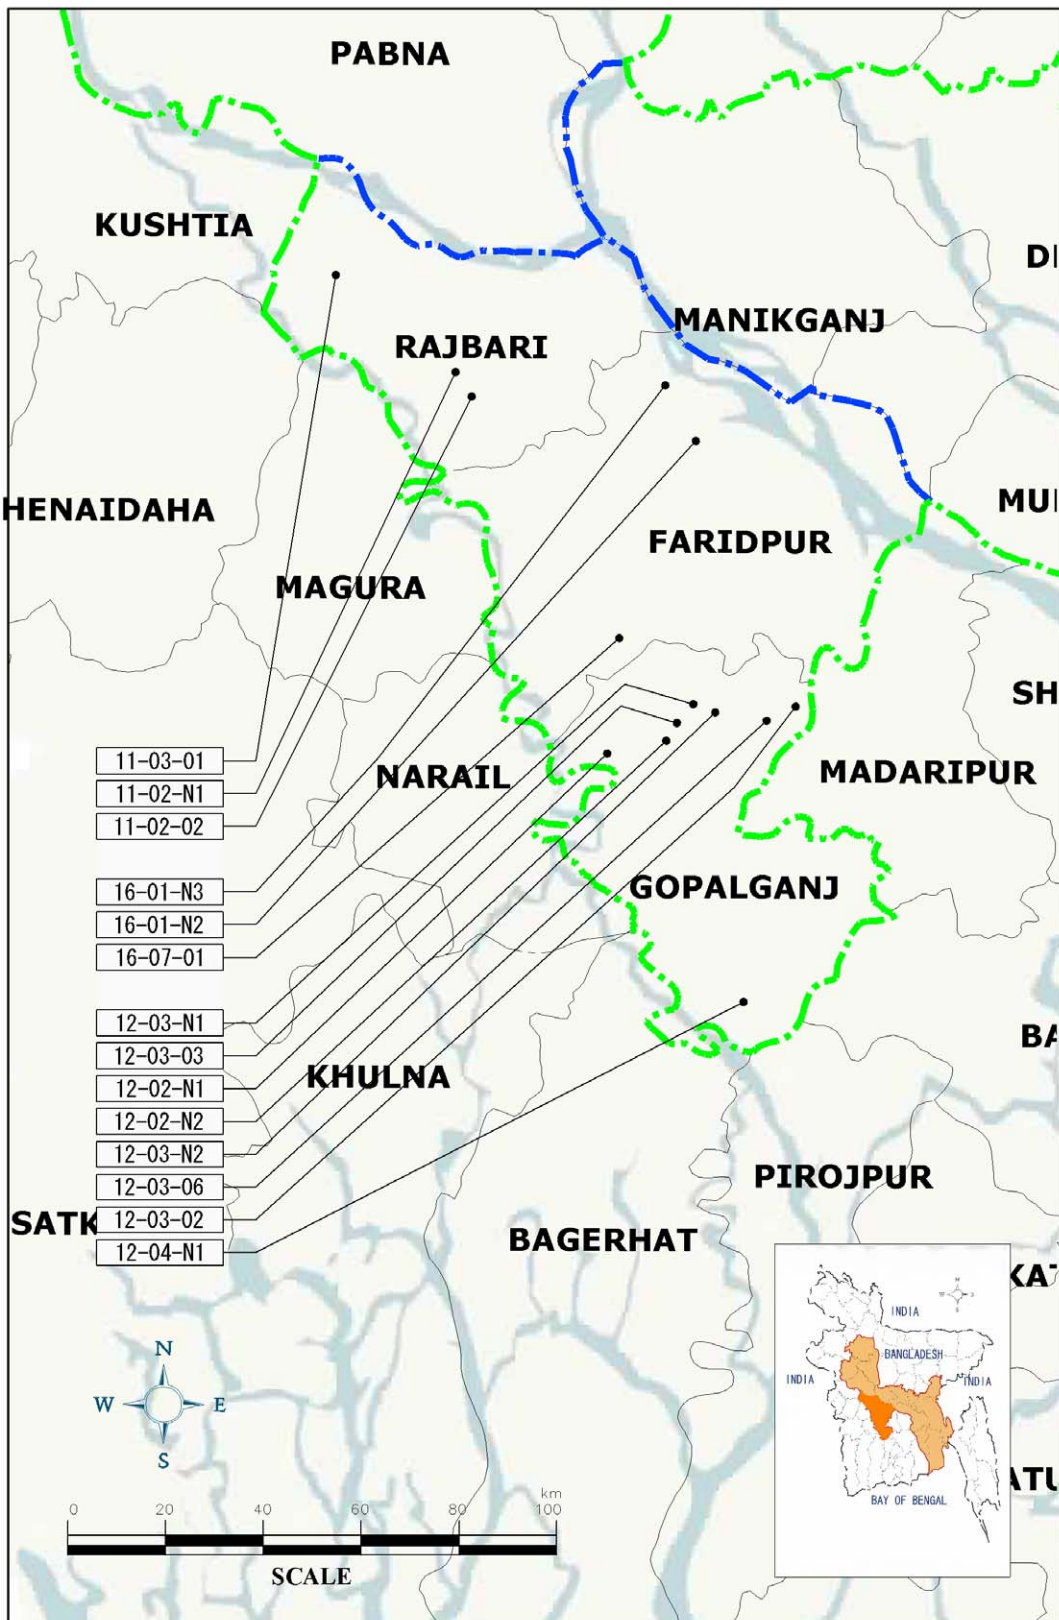 PABNA
KUSHTIA
DI
MANIKGANJ
RAJBARI
HENAIDAHA
MUI
FARIDPUR
MAGURA
SH
11-03-01
NARAIL
MADARIPUR
11-02-N1
11-02-02
16-01-N3
GOPALGANJ
16-01-N2
16-07-01
12-03-N1
12-03-03
BA
KHULNA
12-02-N1
12-02-N2
12-03-N2
12-03-06
PIROJPUR
SATK
12-03-02
BAGERHAT
12-04-N1
KAT
INDIA
BANGLADESH
INDIA
INDIA
BAY OF BENGAL
ATU
N
W E
S
km
0 20 40 60 80 100
SCALE